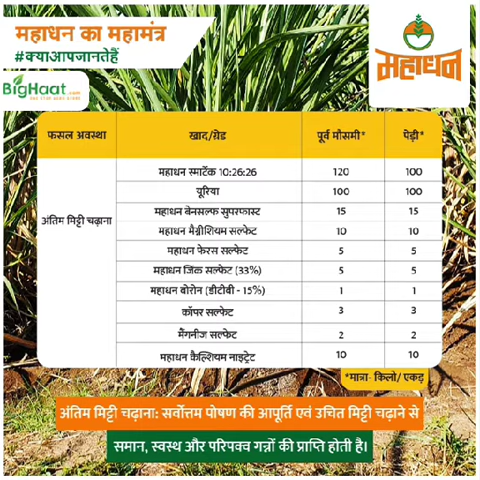 महाधन का महामंत्र
#क्याआपजानतेहैं
BigHaat.com
महाधन
फसल अवस्था खाद/ग्रेड पूर्व मौसमी* पेड़ी*
महाधन स्मार्टेक 10:26:26 120 100
यूरिया 100 100
अंतिम मिट्टी चढ़ाना महाधन बेनसल्फ सुपरफास्ट 15 15
महाधन मैग्नीशियम सल्फेट 10 10
महाधन फेरस सल्फेट 5 5
महाधन जिंक सल्फेट (33%) 5 5
महाधन बोरोन (डीटीबी - 15%) 1 1
कॉपर सल्फेट 3 3
मैंगनीज सल्फेट 2 2
महाधन कैल्शियम नाइट्रेट 10 10
*मात्रा- किलो/ एकड़
अंतिम मिट्टी चढ़ाना: सर्वोत्तम पोषण की आपूर्ति एवं उचित मिट्टी चढ़ाने से
समान, स्वस्थ और परिपक्व गन्नों की प्राप्ति होती है।